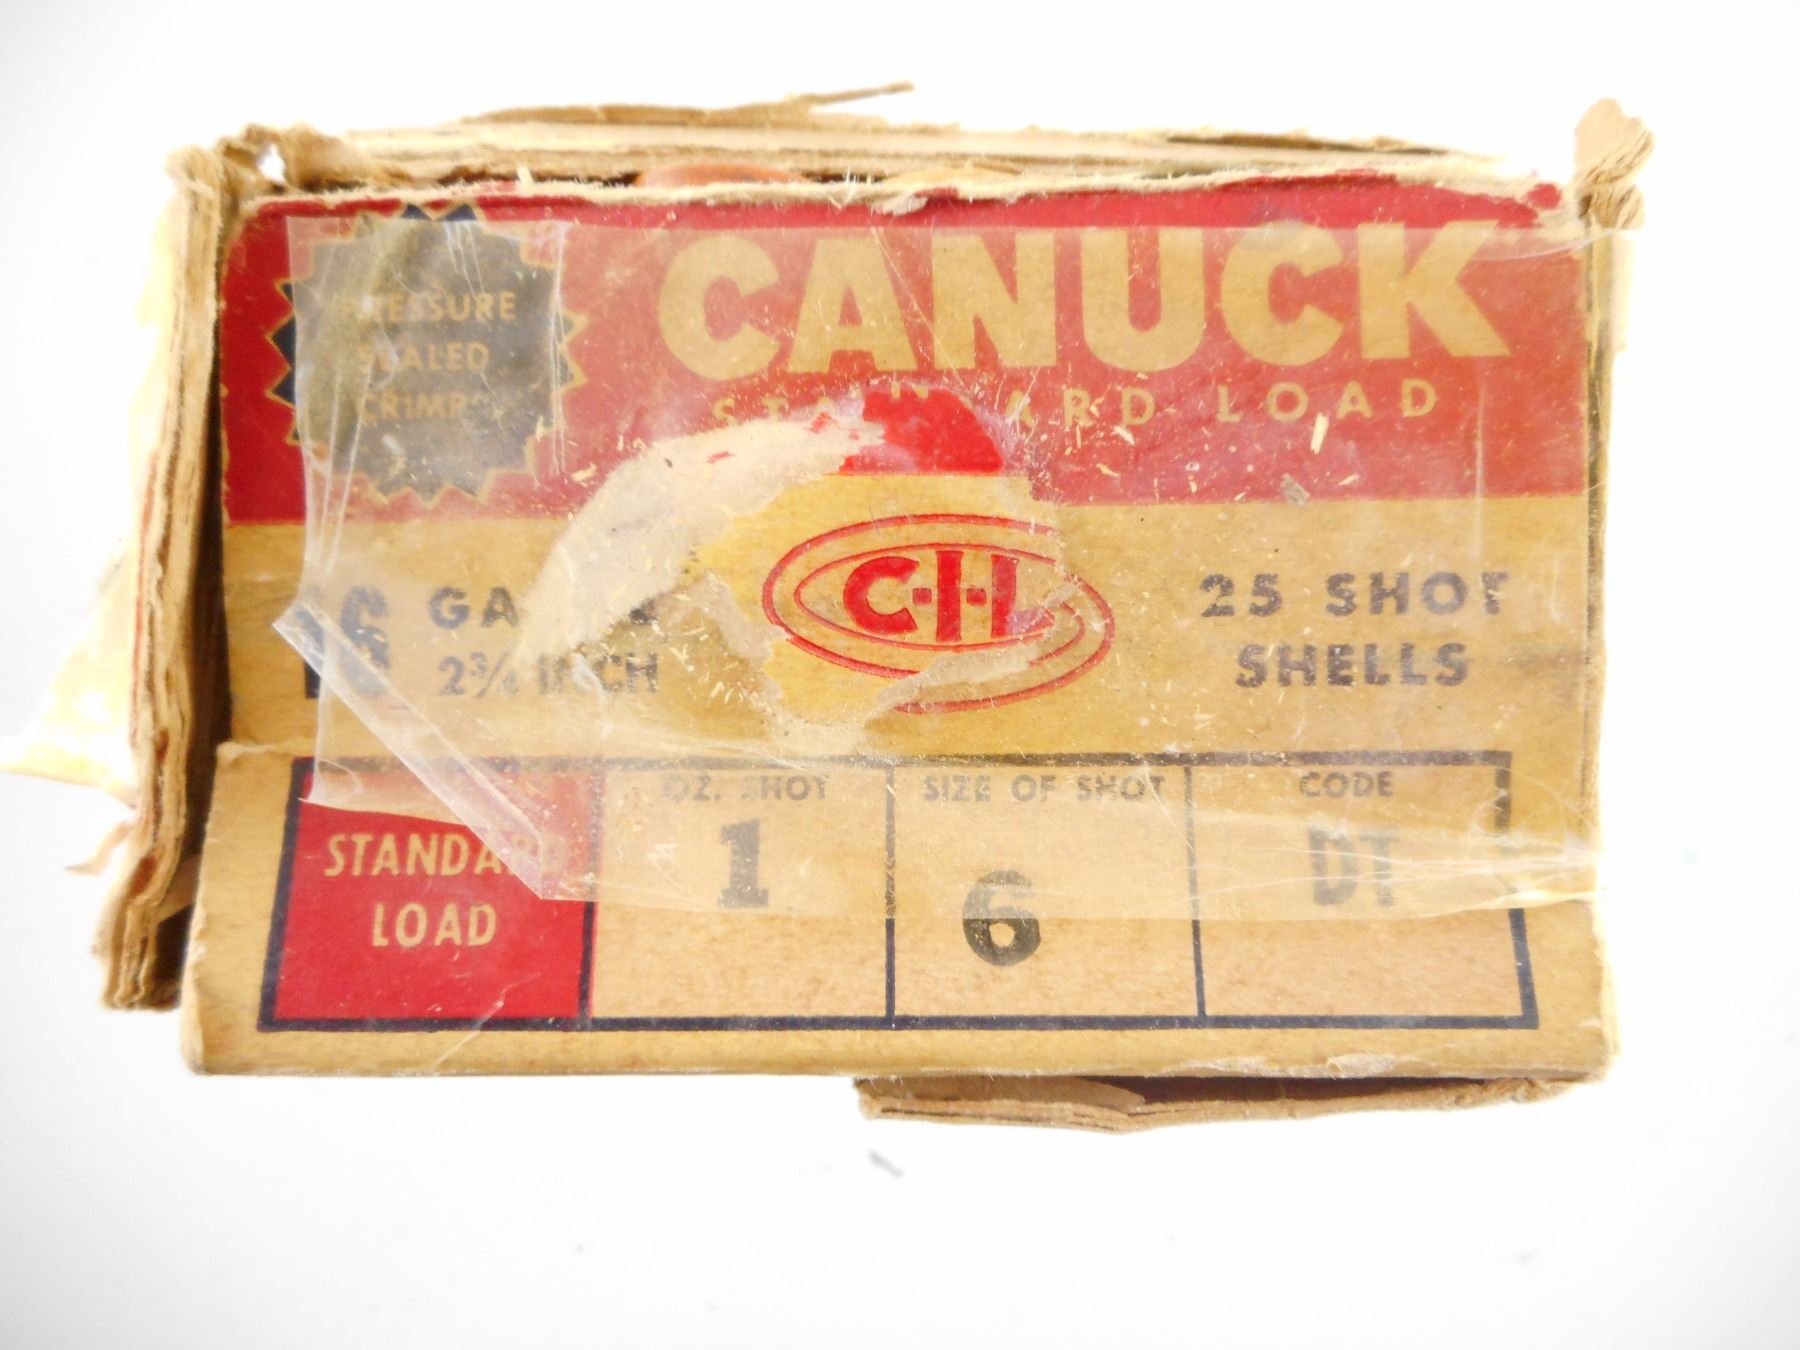 CANUCK
STANDARD LOAD
PRESSURE
SEALED
CRIMP
16 GAUGE
2¾ INCH
C-I-L
25 SHOT
SHELLS
STANDARD
LOAD
OZ. SHOT
1
SIZE OF SHOT
6
CODE
DT